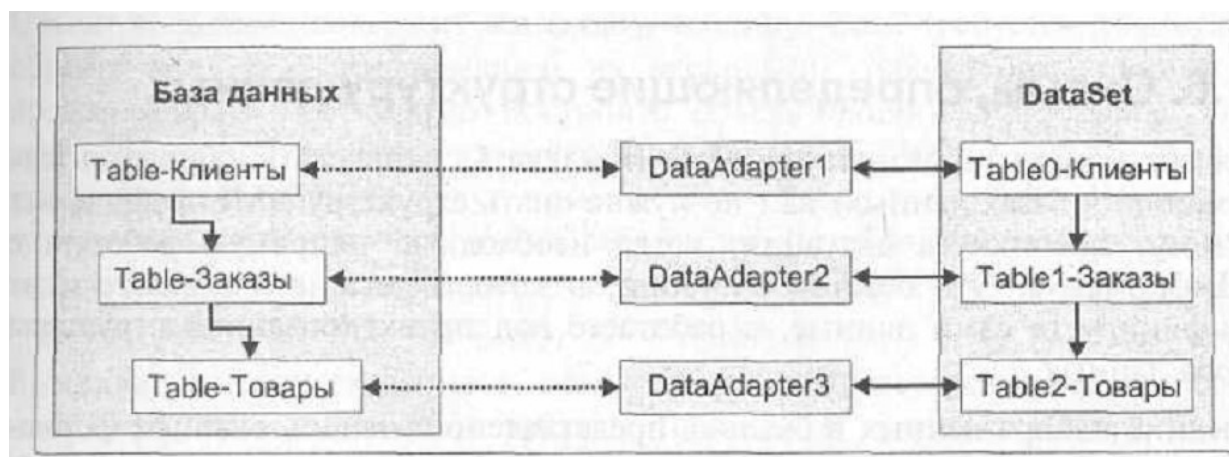 База данных
DataSet
Table-Клиенты
DataAdapter1
Table0-Клиенты
Table-Заказы
DataAdapter2
Table1-Заказы
Table-Товары
DataAdapter3
Table2-Товары